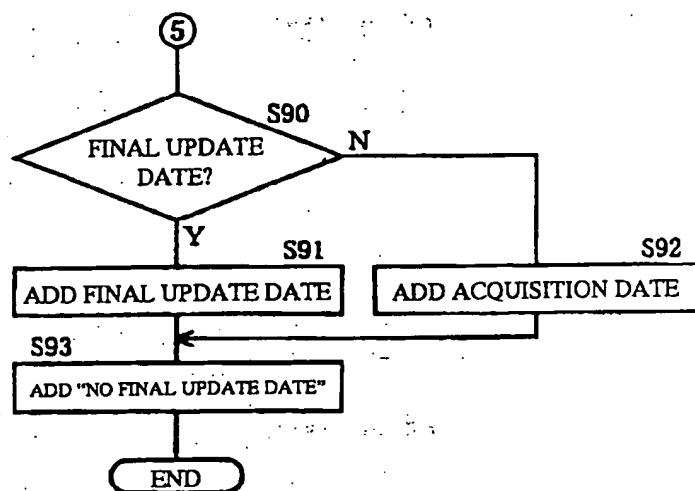 5
S90
FINAL UPDATE
DATE?
N
Y
S91
ADD FINAL UPDATE DATE
S92
ADD ACQUISITION DATE
S93
ADD "NO FINAL UPDATE DATE"
END